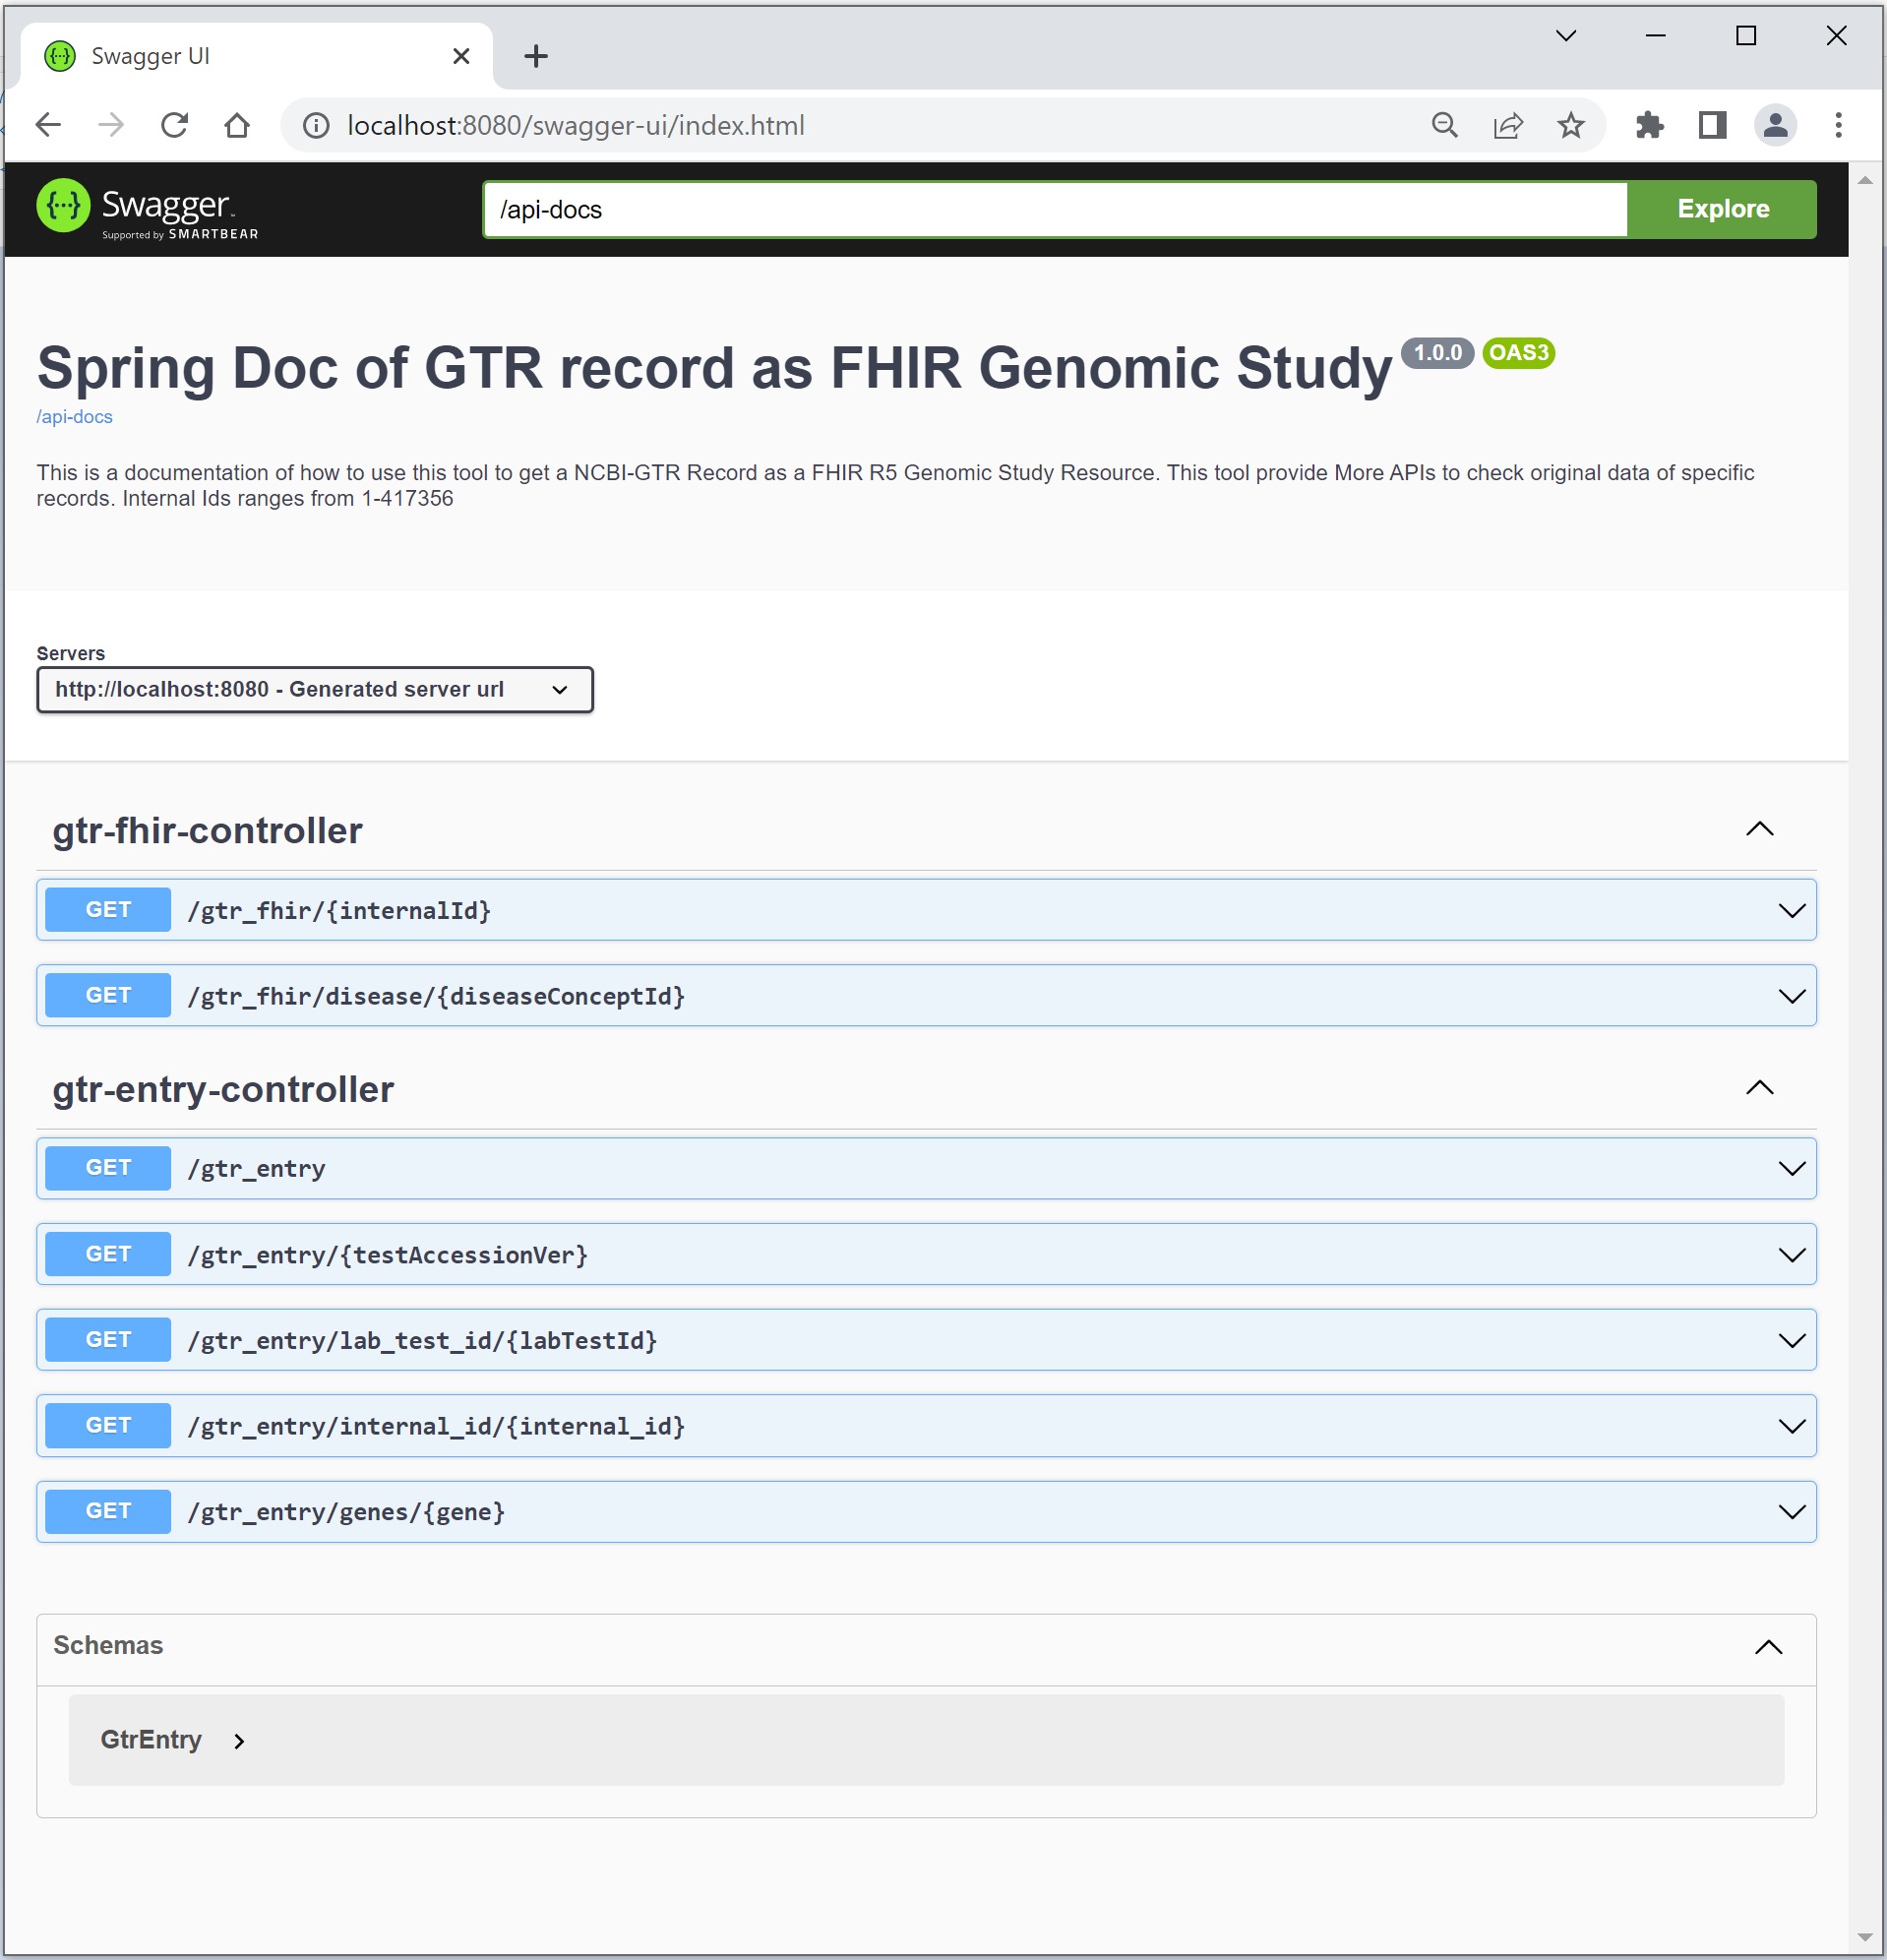 Swagger UI
localhost:8080/swagger-ui/index.html
Swagger
Supported by SMARTBEAR
/api-docs
Explore
Spring Doc of GTR record as FHIR Genomic Study 1.0.0 OAS3
/api-docs
This is a documentation of how to use this tool to get a NCBI-GTR Record as a FHIR R5 Genomic Study Resource. This tool provide More APIs to check original data of specific
records. Internal Ids ranges from 1-417356
Servers
http://localhost:8080 - Generated server url
gtr-fhir-controller
GET /gtr_fhir/{internalId}
GET /gtr_fhir/disease/{diseaseConceptId}
gtr-entry-controller
GET /gtr_entry
GET /gtr_entry/{testAccessionVer}
GET /gtr_entry/lab_test_id/{labTestId}
GET /gtr_entry/internal_id/{internal_id}
GET /gtr_entry/genes/{gene}
Schemas
GtrEntry